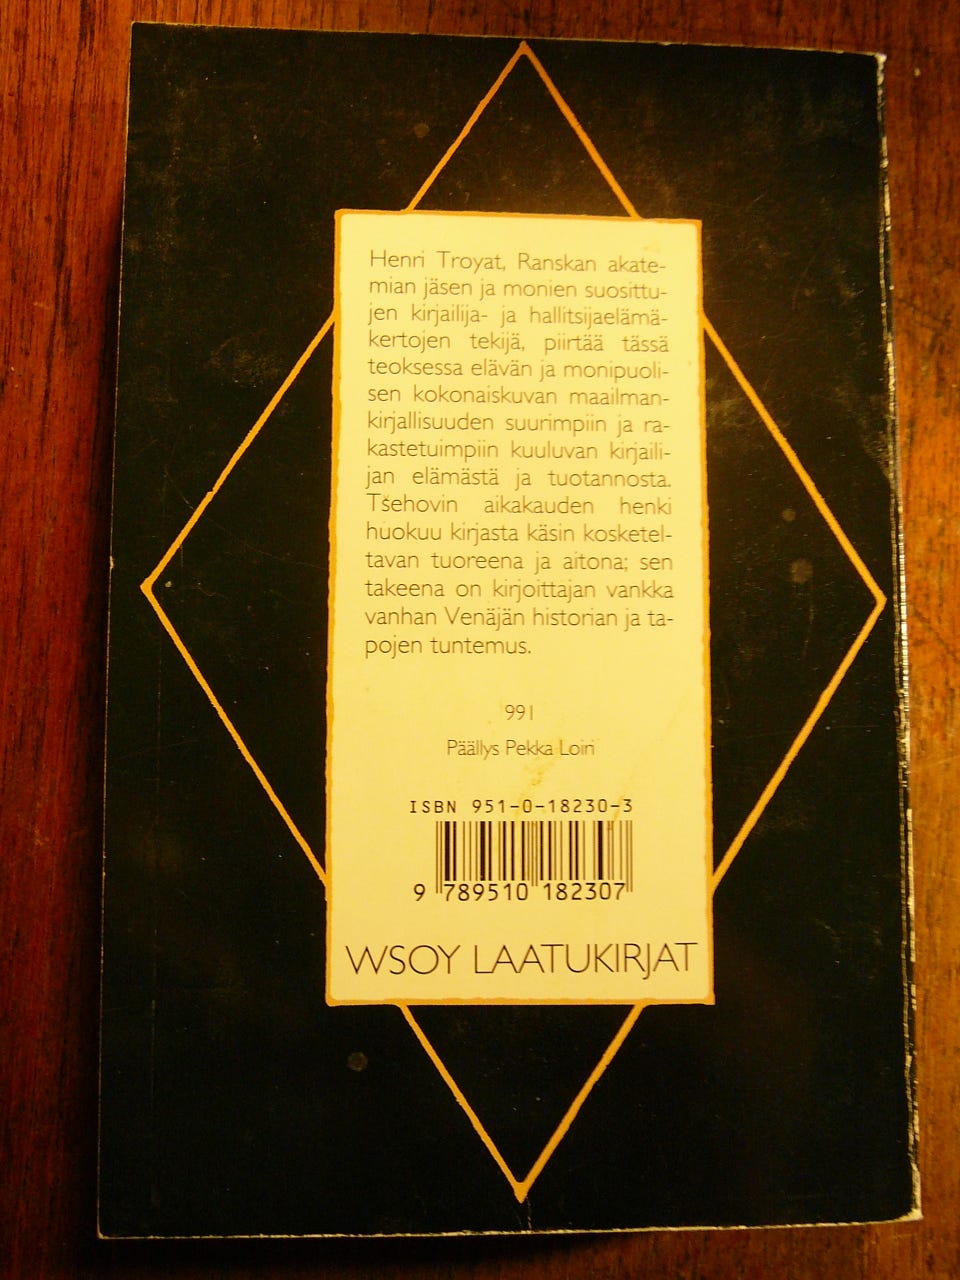 Henri Troyat, Ranskan akate-
mian jäsen ja monien suosittu-
jen kirjailija- ja hallitsijaelämä-
kertojen tekijä, piirtää tässä
teoksessa elävän ja monipuoli-
sen kokonaiskuvan maailman-
kirjallisuuden suurimpiin ja ra-
kastetuimpiin kuuluvan kirjaili-
jan elämästä ja tuotannosta.
Tšehovin aikakauden henki
huokuu kirjasta käsin kosketel-
tavan tuoreena ja aitona; sen
takeena on kirjoittajan vankka
vanhan Venäjän historian ja ta-
pojen tuntemus.
991
Päällys Pekka Loiri
ISBN 951-0-18230-3
9 789510 182307
WSOY LAATUKIRJAT